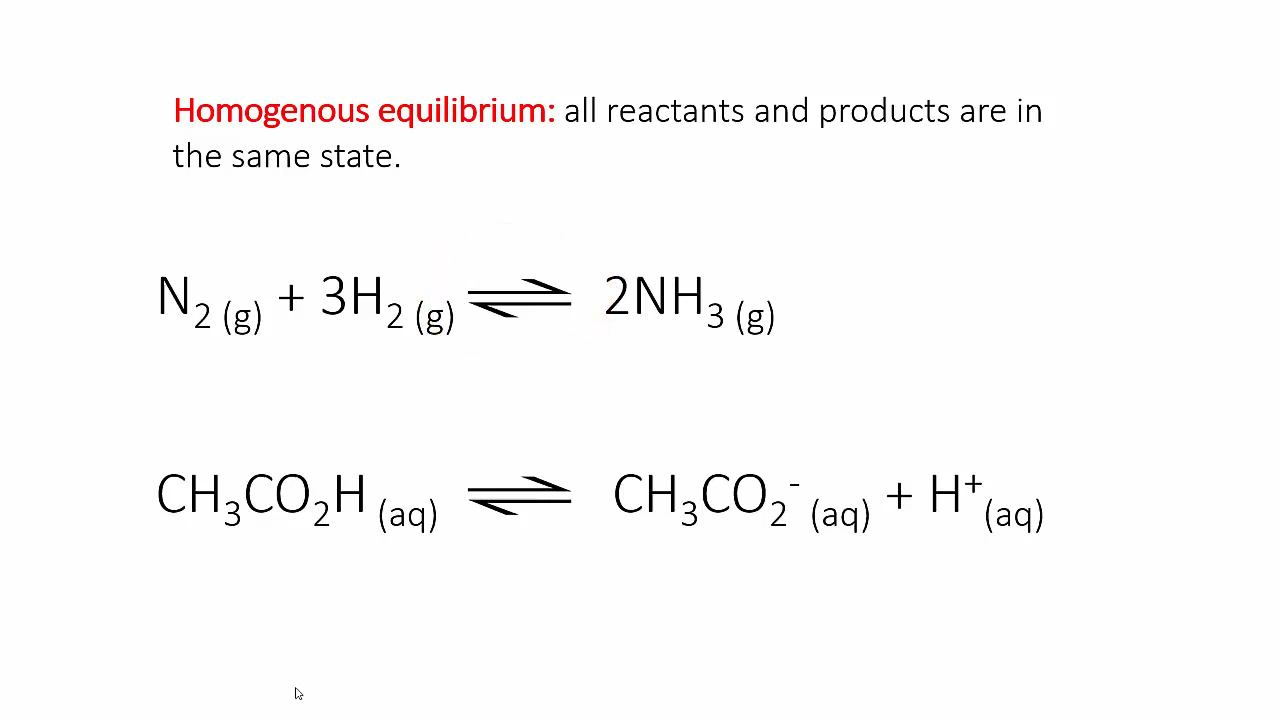 Homogenous equilibrium: all reactants and products are in
the same state.
N₂ (g) + 3H₂ (g) ⇌ 2NH₃ (g)
CH₃CO₂H (aq) ⇌ CH₃CO₂⁻ (aq) + H⁺(aq)